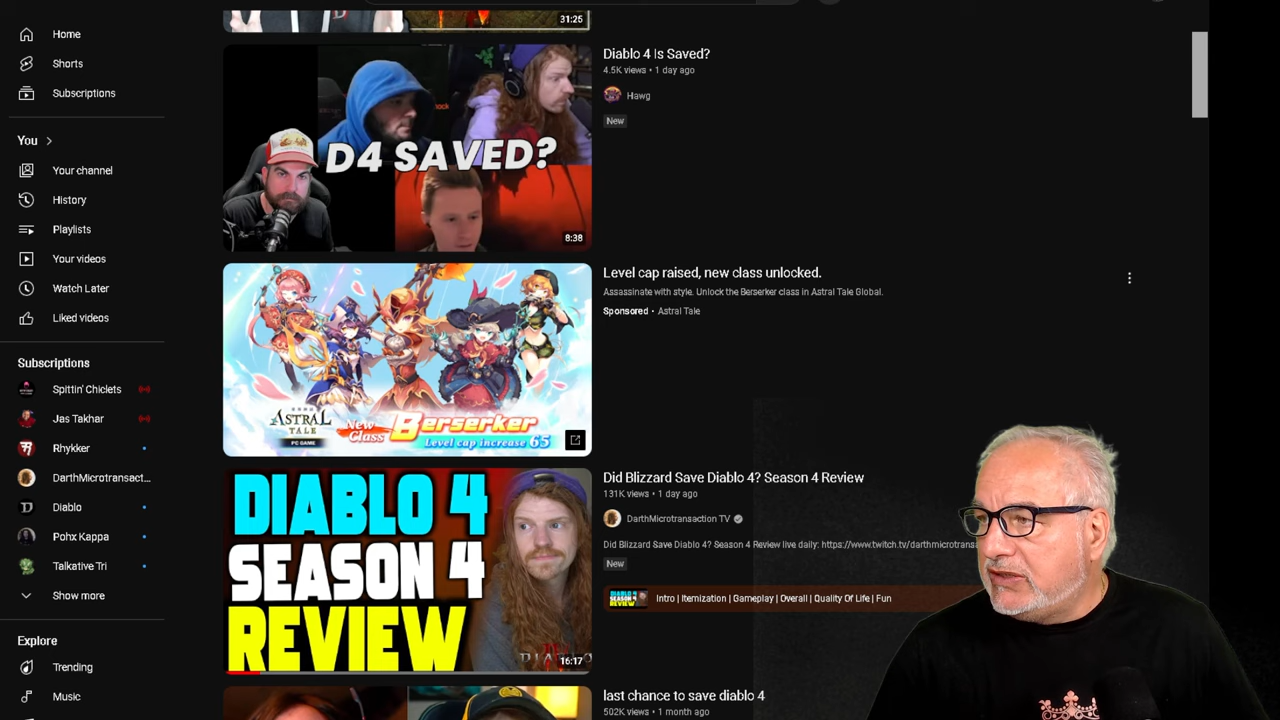 31:25
Home
Shorts
Subscriptions
You
Your channel
History
Playlists
Your videos
Watch Later
Liked videos
Subscriptions
Spittin' Chiclets
Jas Takhar
Rhykker
DarthMicrotransact...
Diablo
Pohx Kappa
Talkative Tri
Show more
Explore
Trending
Music
D4 SAVED?
8:38
Diablo 4 Is Saved?
4.5K views • 1 day ago
Hawg
New
ASTRAL
TALE
PC GAME
New
Class
Berserker
Level cap increase 65
Level cap raised, new class unlocked.
Assassinate with style. Unlock the Berserker class in Astral Tale Global.
Sponsored • Astral Tale
DIABLO 4
SEASON 4
REVIEW
16:17
Did Blizzard Save Diablo 4? Season 4 Review
131K views • 1 day ago
DarthMicrotransaction TV
Did Blizzard Save Diablo 4? Season 4 Review live daily: https://www.twitch.tv/darthmicrotransa
New
Intro | Itemization | Gameplay | Overall | Quality Of Life | Fun
last chance to save diablo 4
502K views • 1 month ago